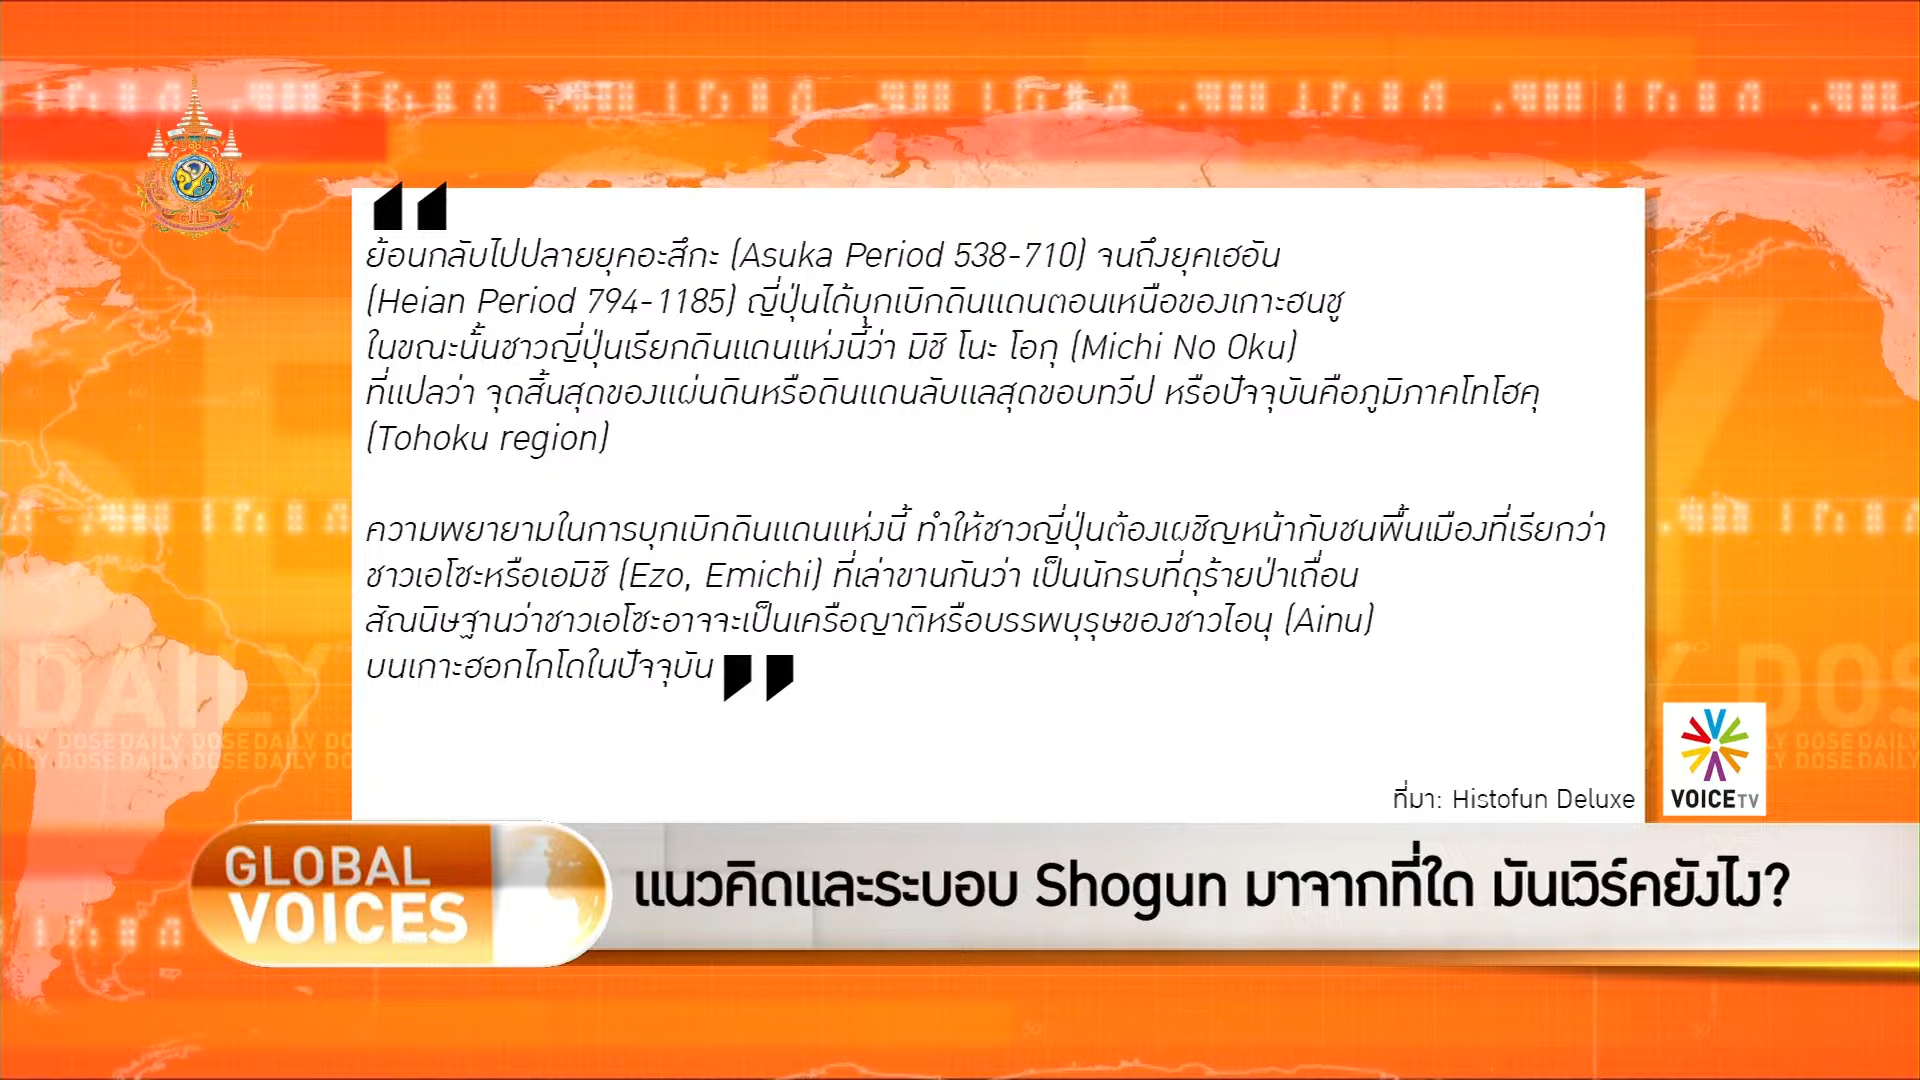 ย้อนกลับไปปลายยุคอะสึกะ (Asuka Period 538-710) จนถึงยุคเฮอัน
(Heian Period 794-1185) ญี่ปุ่นได้บุกเบิกดินแดนตอนเหนือของเกาะฮนชู
ในขณะนั้นชาวญี่ปุ่นเรียกดินแดนแห่งนี้ว่า มิชิ โนะ โอกุ (Michi No Oku)
ที่แปลว่า จุดสิ้นสุดของแผ่นดินหรือดินแดนลับแลสุดขอบทวีป หรือปัจจุบันคือภูมิภาคโทโฮคุ
(Tohoku region)
ความพยายามในการบุกเบิกดินแดนแห่งนี้ ทำให้ชาวญี่ปุ่นต้องเผชิญหน้ากับชนพื้นเมืองที่เรียกว่า
ชาวเอโซะหรือเอมิชิ (Ezo, Emichi) ที่เล่าขานกันว่า เป็นนักรบที่ดุร้ายป่าเถื่อน
สัณนิษฐานว่าชาวเอโซะอาจจะเป็นเครือญาติหรือบรรพบุรุษของชาวไอนุ (Ainu)
บนเกาะฮอกไกโดในปัจจุบัน
ที่มา: Histofun Deluxe
VOICE TV
GLOBAL
VOICES
แนวคิดและระบอบ Shogun มาจากที่ใด มันเวิร์คยังไง?
DAILY DOSE